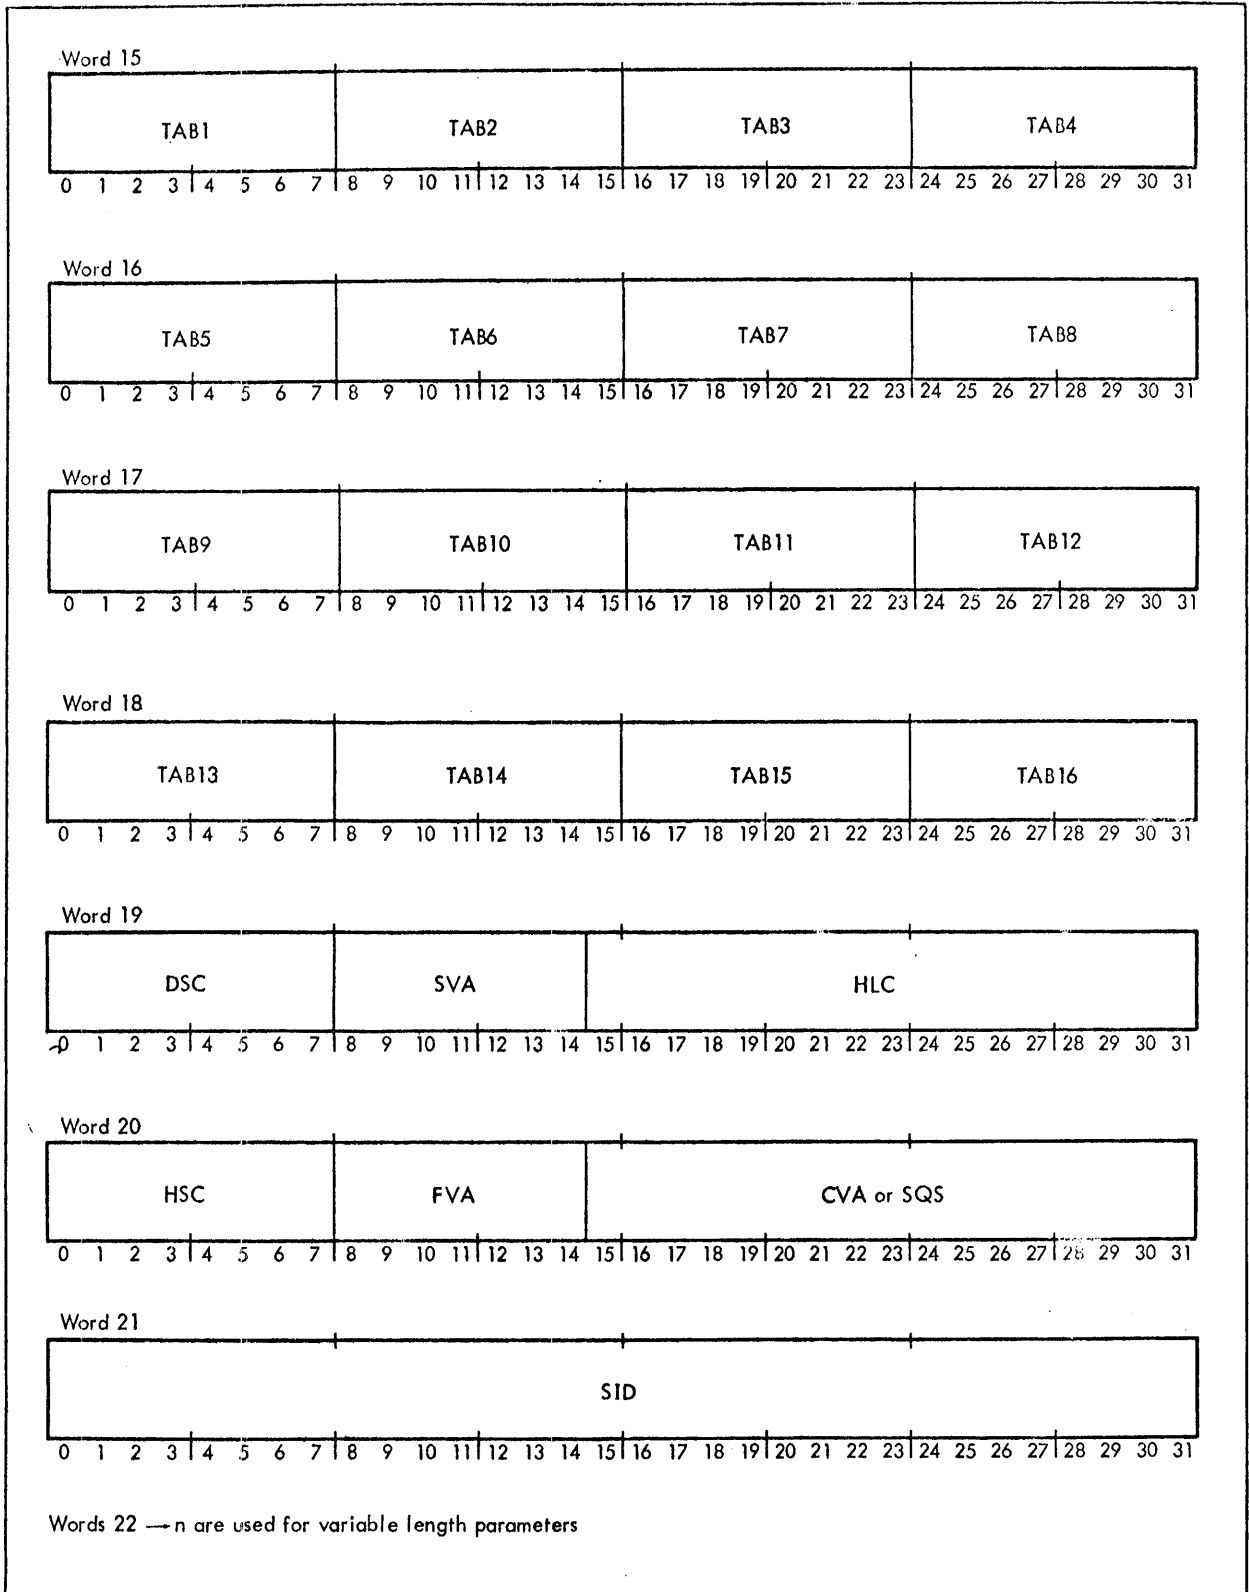 Word 15
TAB1 TAB2 TAB3 TAB4
0 1 2 3 4 5 6 7 8 9 10 11 12 13 14 15 16 17 18 19 20 21 22 23 24 25 26 27 28 29 30 31
Word 16
TAB5 TAB6 TAB7 TAB8
0 1 2 3 4 5 6 7 8 9 10 11 12 13 14 15 16 17 18 19 20 21 22 23 24 25 26 27 28 29 30 31
Word 17
TAB9 TAB10 TAB11 TAB12
0 1 2 3 4 5 6 7 8 9 10 11 12 13 14 15 16 17 18 19 20 21 22 23 24 25 26 27 28 29 30 31
Word 18
TAB13 TAB14 TAB15 TAB16
0 1 2 3 4 5 6 7 8 9 10 11 12 13 14 15 16 17 18 19 20 21 22 23 24 25 26 27 28 29 30 31
Word 19
DSC SVA HLC
0 1 2 3 4 5 6 7 8 9 10 11 12 13 14 15 16 17 18 19 20 21 22 23 24 25 26 27 28 29 30 31
Word 20
HSC FVA CVA or SQS
0 1 2 3 4 5 6 7 8 9 10 11 12 13 14 15 16 17 18 19 20 21 22 23 24 25 26 27 28 29 30 31
Word 21
SID
0 1 2 3 4 5 6 7 8 9 10 11 12 13 14 15 16 17 18 19 20 21 22 23 24 25 26 27 28 29 30 31
Words 22 → n are used for variable length parameters